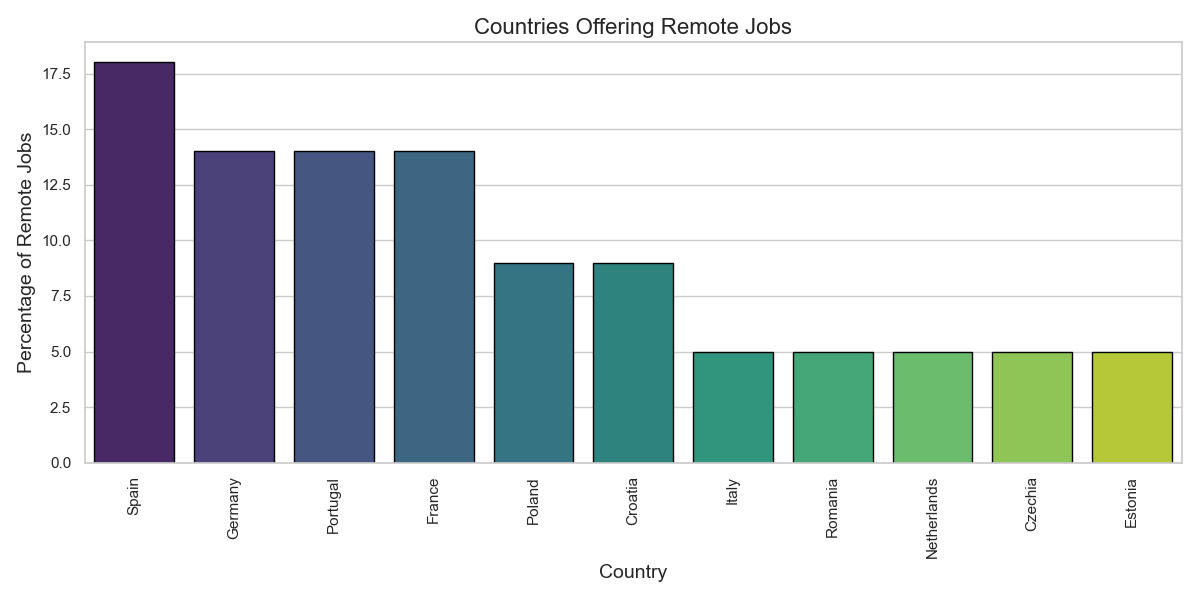 Countries Offering Remote Jobs
Percentage of Remote Jobs
17.5
15.0
12.5
10.0
7.5
5.0
2.5
0.0
Spain
Germany
Portugal
France
Poland
Croatia
Italy
Romania
Netherlands
Czechia
Estonia
Country